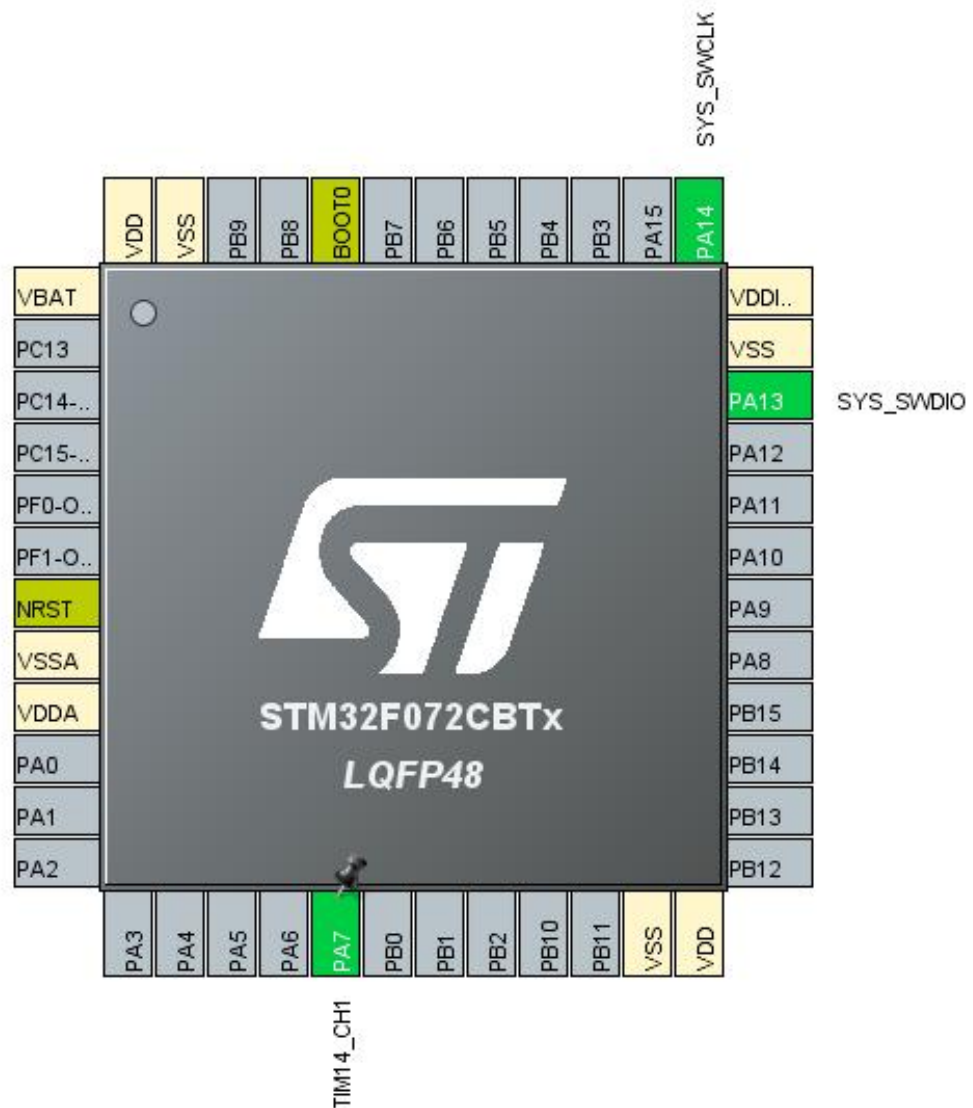 SYS_SWCLK
VDD
VSS
PB9
PB8
BOOT0
PB7
PB6
PB5
PB4
PB3
PA15
PA14
VBAT
PC13
PC14-..
PC15-..
PF0-O..
PF1-O..
NRST
VSSA
VDDA
PA0
PA1
PA2
VDDI..
VSS
PA13 SYS_SWDIO
PA12
PA11
PA10
PA9
PA8
PB15
PB14
PB13
PB12
ST
STM32F072CBTx
LQFP48
PA3
PA4
PA5
PA6
PA7
PB0
PB1
PB2
PB10
PB11
VSS
VDD
TIM14_CH1